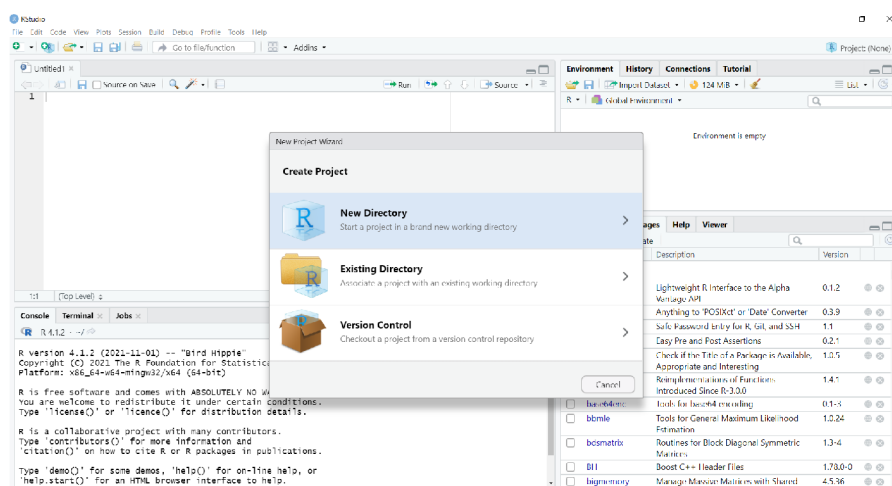 RStudio
File Edit Code View Plots Session Build Debug Profile Tools Help
Go to file/function Addins Project: (None)
Untitled1
Source on Save Run Source
1
1:1 (Top Level)
Console Terminal Jobs
R 4.1.2 · ~/
R version 4.1.2 (2021-11-01) -- "Bird Hippie"
Copyright (C) 2021 The R Foundation for Statistica
Platform: x86_64-w64-mingw32/x64 (64-bit)
R is free software and comes with ABSOLUTELY NO WA
You are welcome to redistribute it under certain conditions.
Type 'license()' or 'licence()' for distribution details.
R is a collaborative project with many contributors.
Type 'contributors()' for more information and
'citation()' on how to cite R or R packages in publications.
Type 'demo()' for some demos, 'help()' for on-line help, or
'help.start()' for an HTML browser interface to help.
New Project Wizard
Create Project
New Directory
Start a project in a brand new working directory
Existing Directory
Associate a project with an existing working directory
Version Control
Checkout a project from a version control repository
Cancel
Environment History Connections Tutorial
Import Dataset 124 MiB List
R Global Environment
Environment is empty
ages Help Viewer
ate
Description Version
Lightweight R Interface to the Alpha Vantage API 0.1.2
Anything to 'POSIXct' or 'Date' Converter 0.3.9
Safe Password Entry for R, Git, and SSH 1.1
Easy Pre and Post Assertions 0.2.1
Check if the Title of a Package is Available, Appropriate and Interesting 1.0.5
Reimplementations of Functions Introduced Since R-3.0.0 1.4.1
base64enc Tools for base64 encoding 0.1-3
bbmle Tools for General Maximum Likelihood Estimation 1.0.24
bdsmatrix Routines for Block Diagonal Symmetric Matrices 1.3-4
BH Boost C++ Header Files 1.78.0-0
bigmemory Manage Massive Matrices with Shared 4.5.36